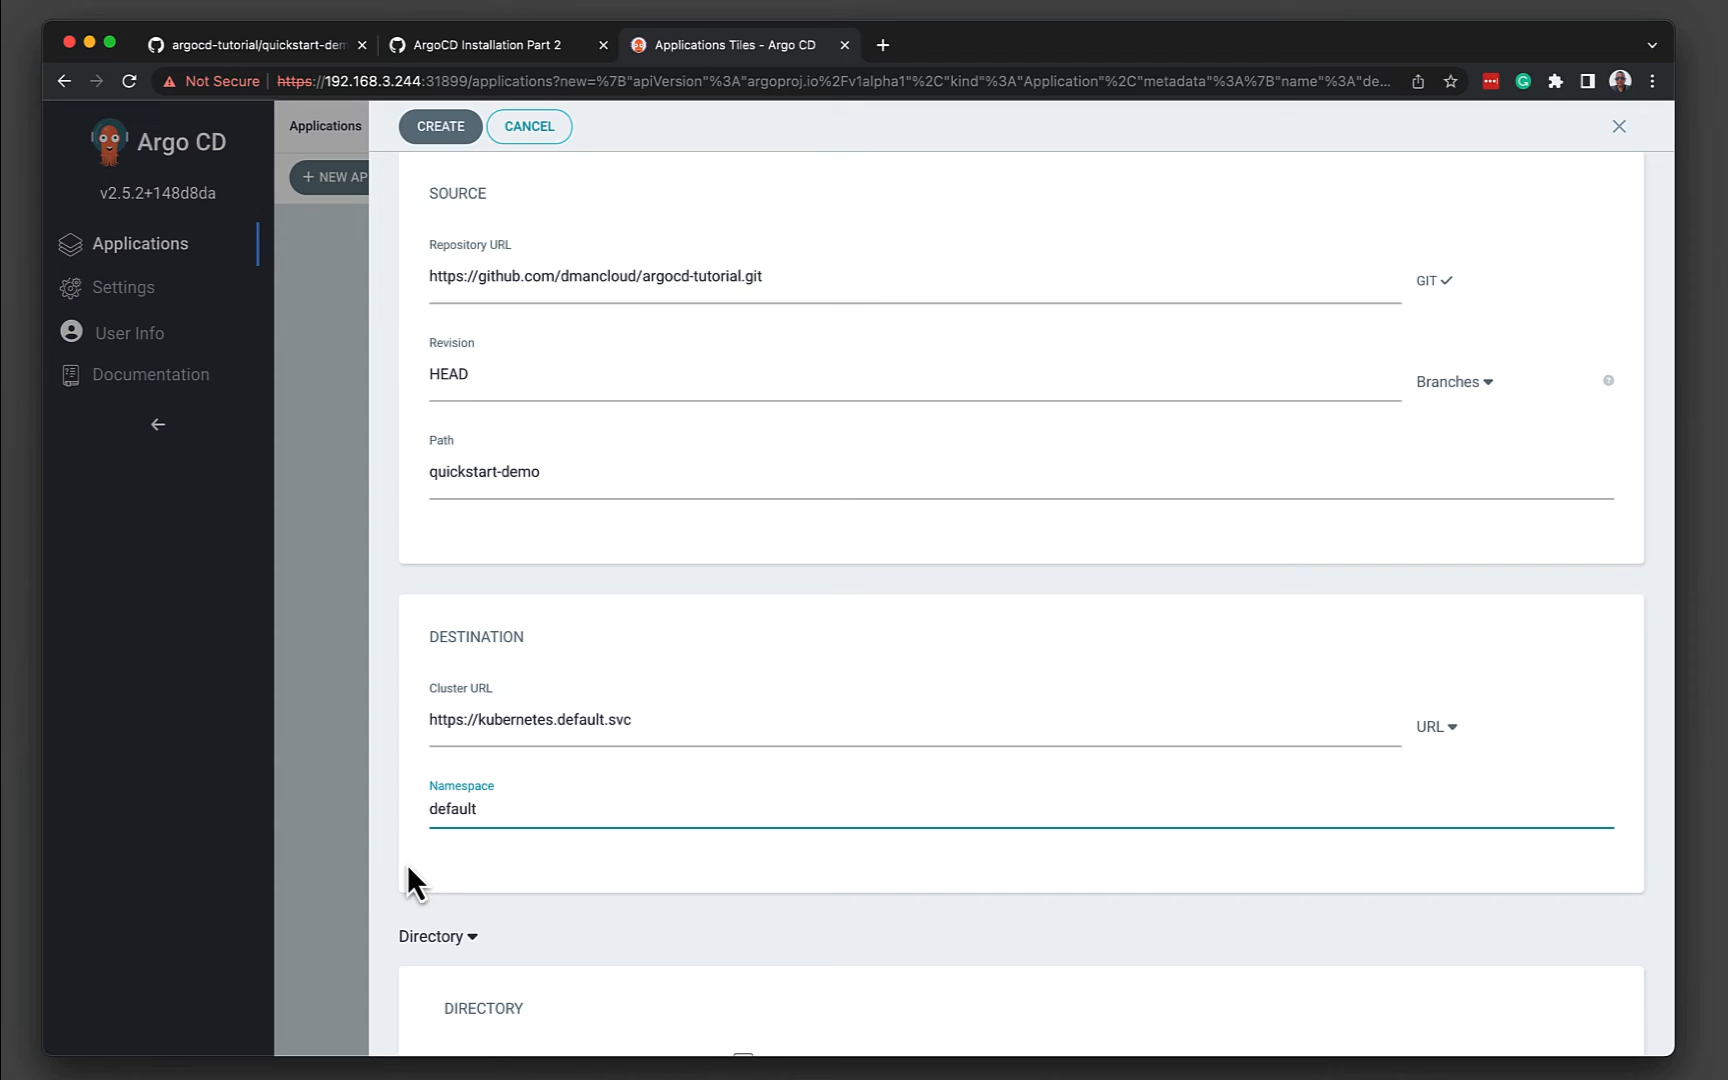 argocd-tutorial/quickstart-den
ArgoCD Installation Part 2
Applications Tiles - Argo CD
Not Secure
https://192.168.3.244:31899/applications?new=%7B"apiVersion"%3A"argoproj.io%2Fv1alpha1"%2C"kind"%3A"Application"%2C"metadata"%3A%7B"name"%3A"de...
Argo CD
v2.5.2+148d8da
Applications
Settings
User Info
Documentation
Applications
+ NEW AP
CREATE
CANCEL
SOURCE
Repository URL
https://github.com/dmancloud/argocd-tutorial.git
GIT
Revision
HEAD
Branches
Path
quickstart-demo
DESTINATION
Cluster URL
https://kubernetes.default.svc
URL
Namespace
default
Directory
DIRECTORY